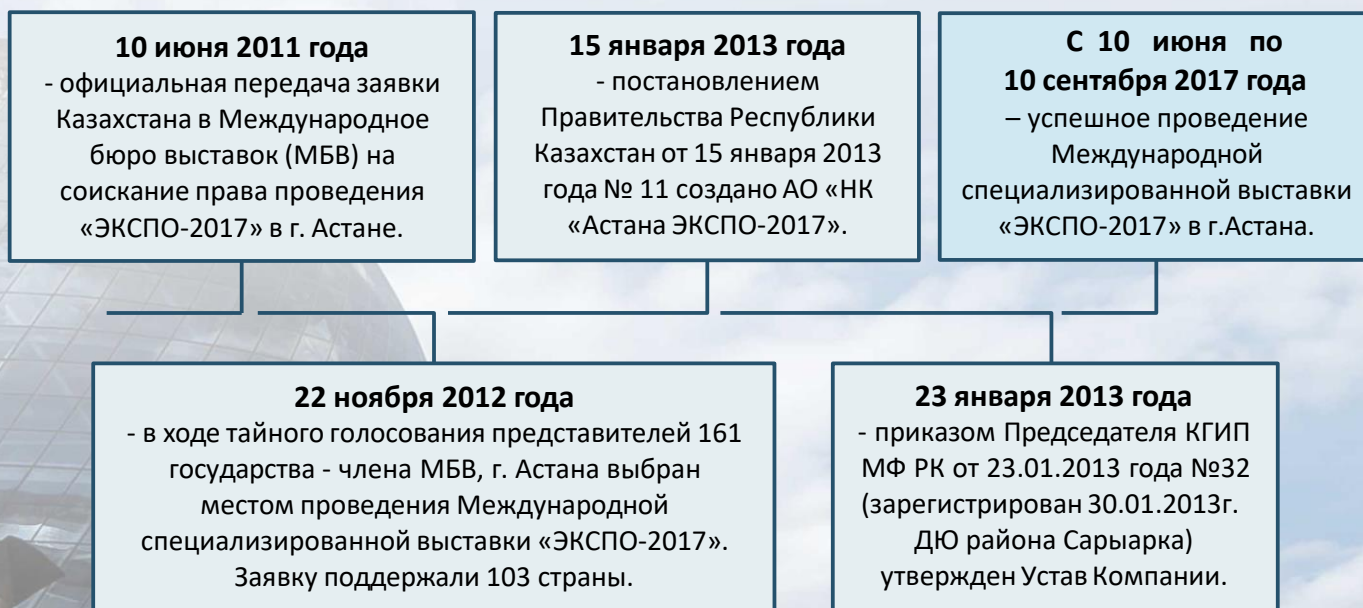 10 июня 2011 года
- официальная передача заявки
Казахстана в Международное
бюро выставок (МБВ) на
соискание права проведения
«ЭКСПО-2017» в г. Астане.
15 января 2013 года
- постановлением
Правительства Республики
Казахстан от 15 января 2013
года № 11 создано АО «НК
«Астана ЭКСПО-2017».
С 10 июня по
10 сентября 2017 года
– успешное проведение
Международной
специализированной выставки
«ЭКСПО-2017» в г.Астана.
22 ноября 2012 года
- в ходе тайного голосования представителей 161
государства - члена МБВ, г. Астана выбран
местом проведения Международной
специализированной выставки «ЭКСПО-2017».
Заявку поддержали 103 страны.
23 января 2013 года
- приказом Председателя КГИП
МФ РК от 23.01.2013 года №32
(зарегистрирован 30.01.2013г.
ДЮ района Сарыарка)
утвержден Устав Компании.